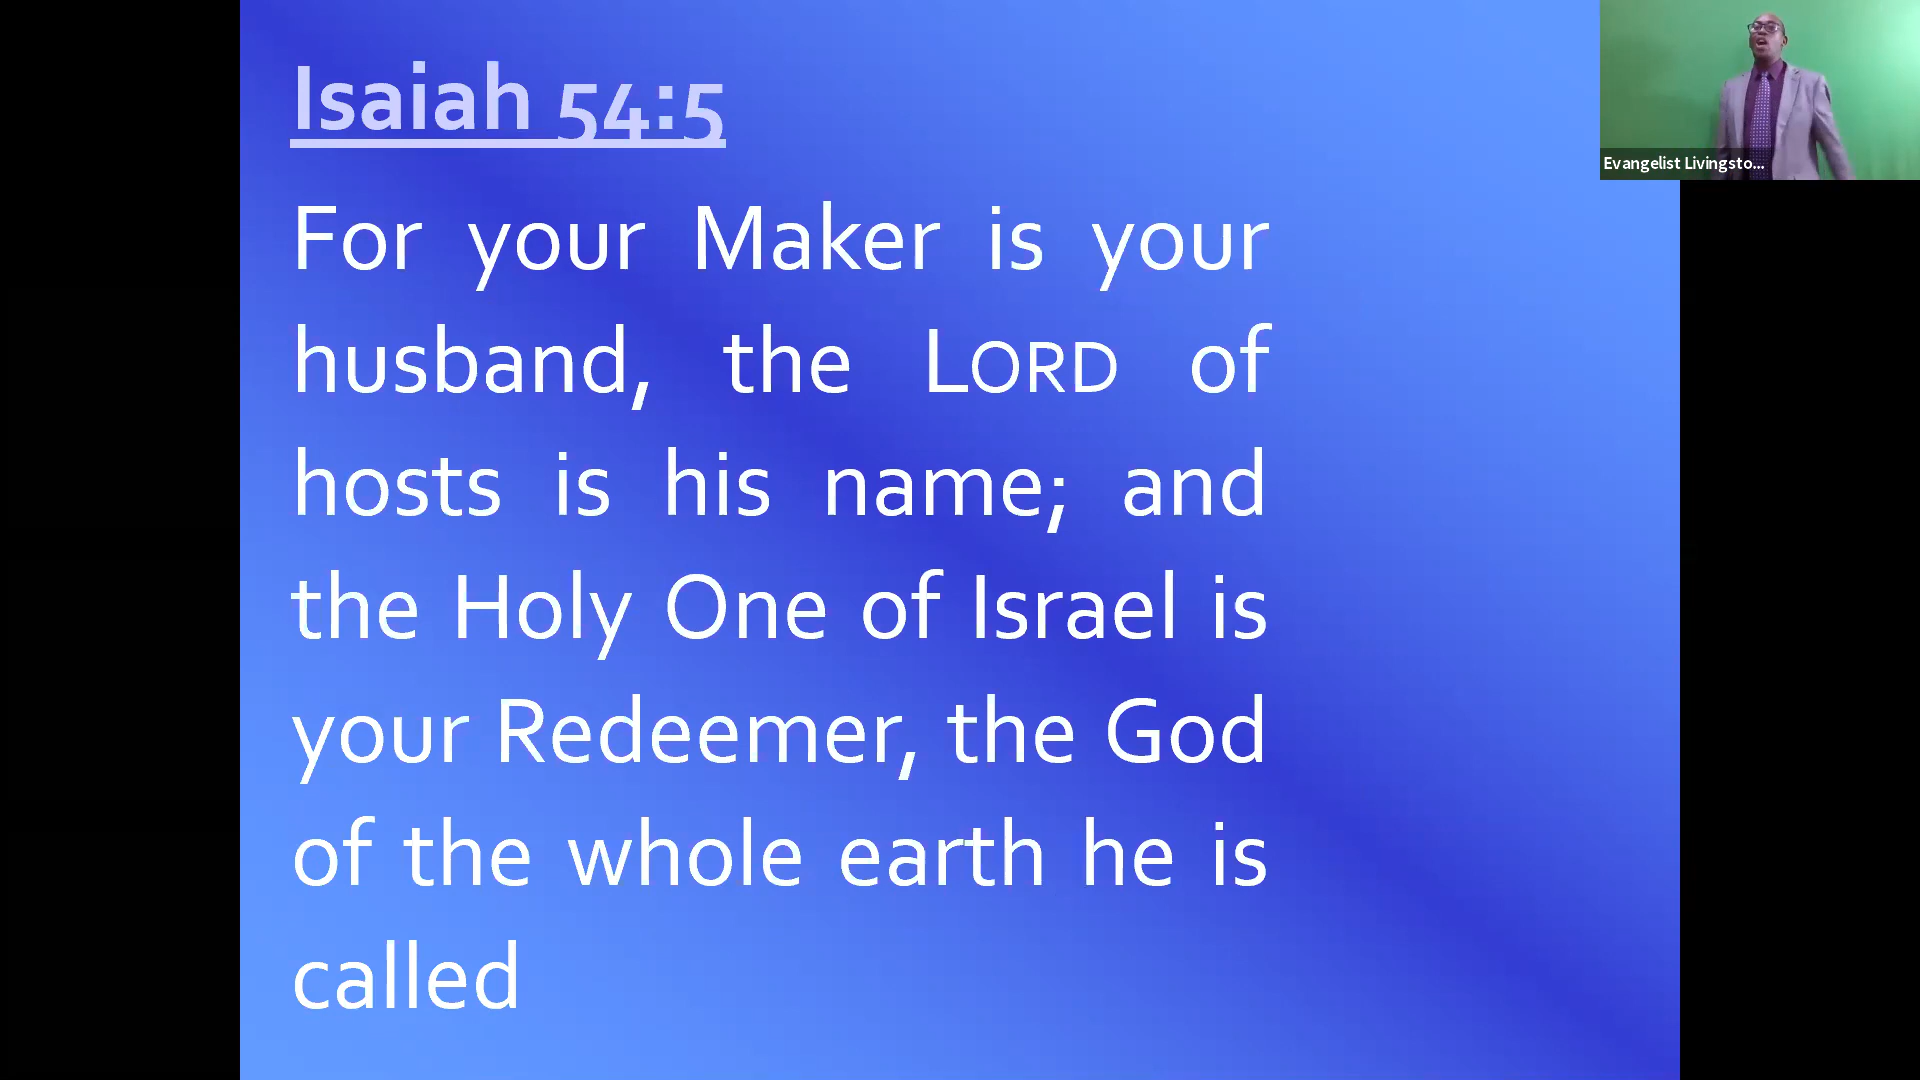 Isaiah 54:5
For your Maker is your
husband, the LORD of
hosts is his name; and
the Holy One of Israel is
your Redeemer, the God
of the whole earth he is
called
Evangelist Livingsto...